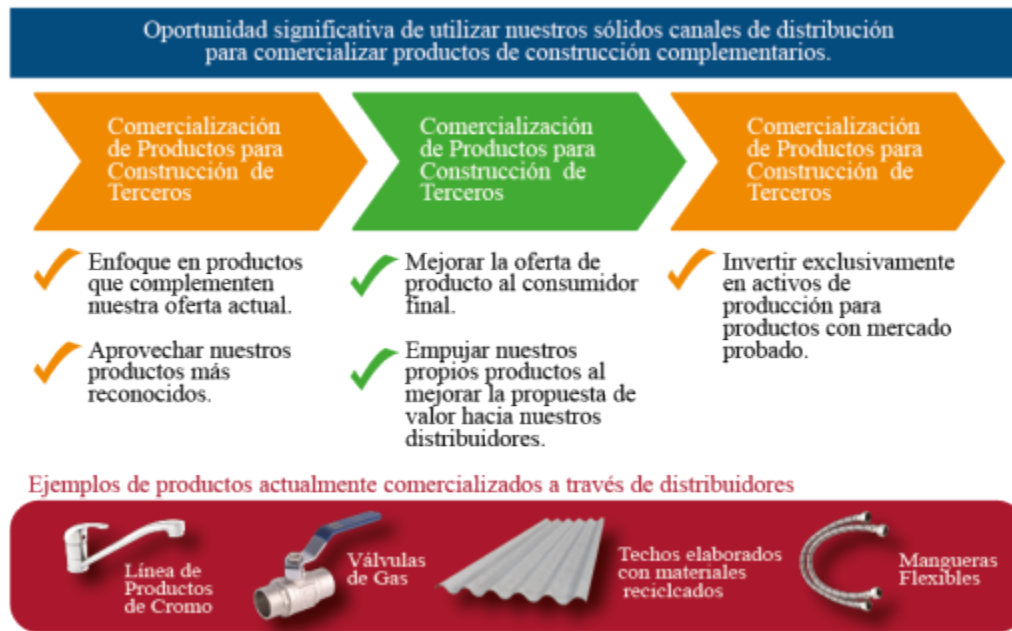 Oportunidad significativa de utilizar nuestros sólidos canales de distribución
para comercializar productos de construcción complementarios.
Comercialización
de Productos para
Construcción de
Terceros
Comercialización
de Productos para
Construcción de
Terceros
Comercialización
de Productos para
Construcción de
Terceros
Enfoque en productos
que complementen
nuestra oferta actual.
Aprovechar nuestros
productos más
reconocidos.
Mejorar la oferta de
producto al consumidor
final.
Empujar nuestros
propios productos al
mejorar la propuesta de
valor hacia nuestros
distribuidores.
Invertir exclusivamente
en activos de
producción para
productos con mercado
probado.
Ejemplos de productos actualmente comercializados a través de distribuidores
Línea de
Productos
de Cromo
Válvulas
de Gas
Techos elaborados
con materiales
reciclcados
Mangueras
Flexibles